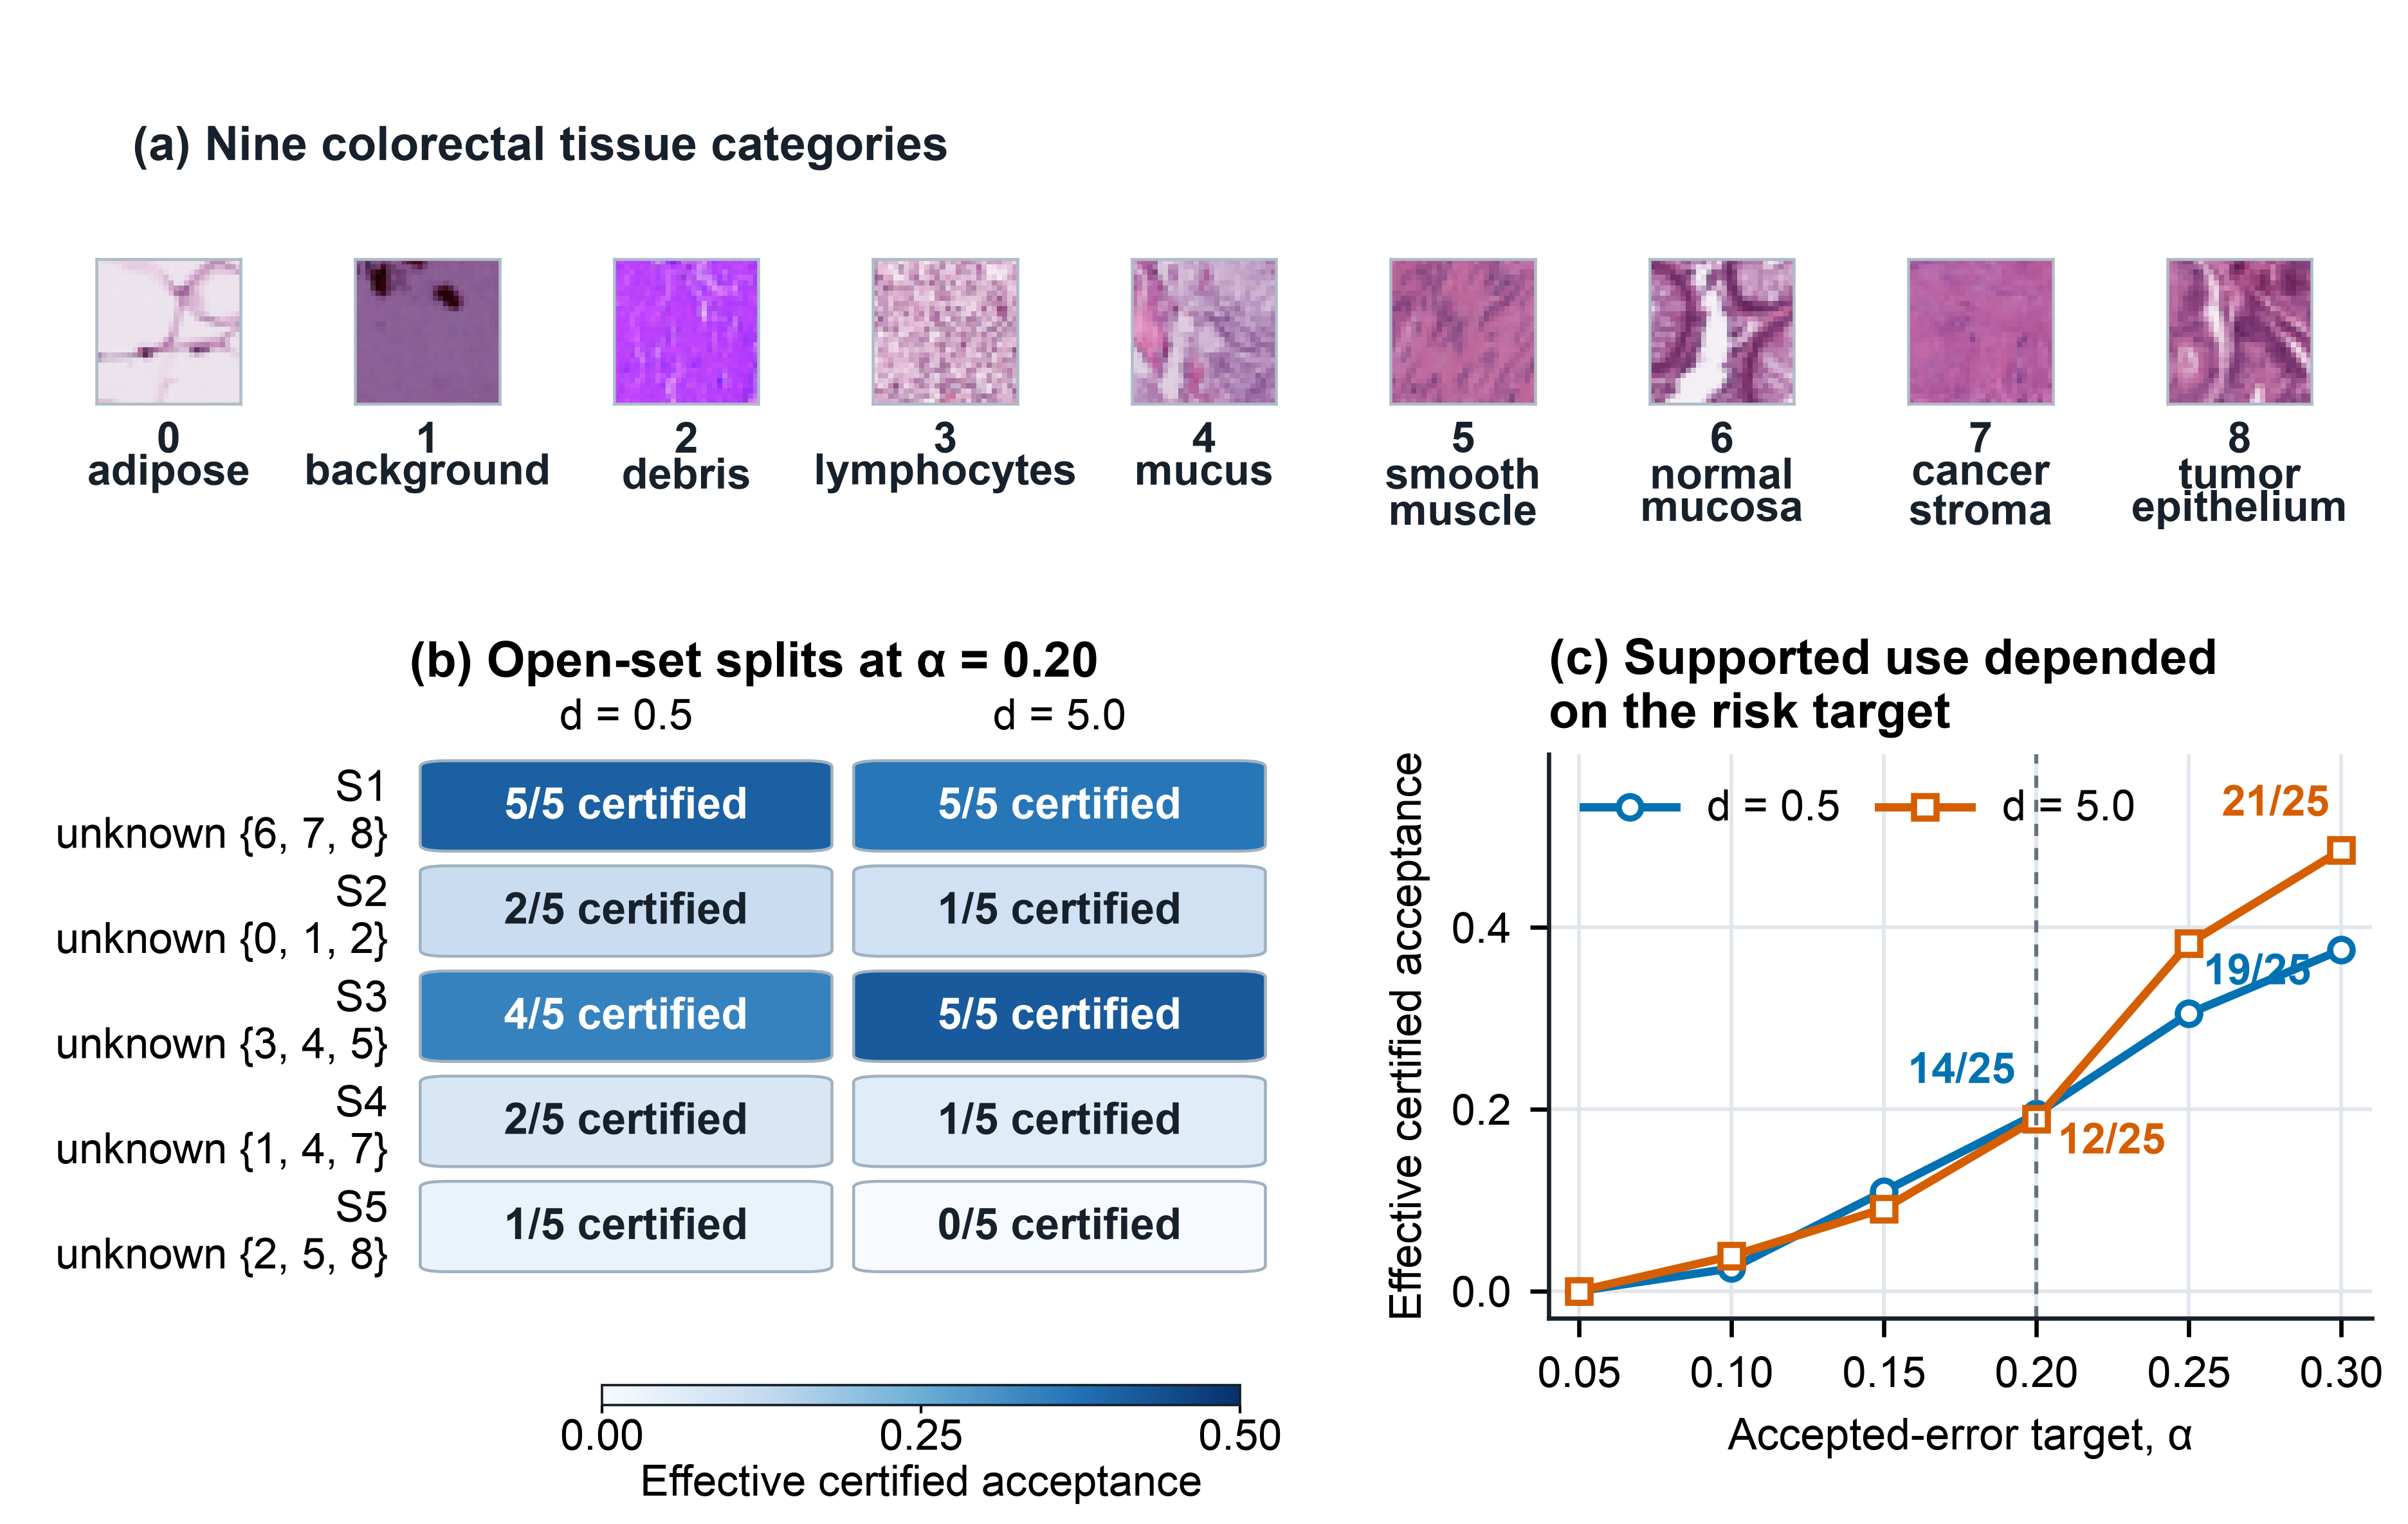 (a) Nine colorectal tissue categories
0
adipose
1
background
2
debris
3
lymphocytes
4
mucus
5
smooth
muscle
6
normal
mucosa
7
cancer
stroma
8
tumor
epithelium
(b) Open-set splits at α = 0.20
d = 0.5
d = 5.0
S1
unknown {6, 7, 8}
5/5 certified
5/5 certified
S2
unknown {0, 1, 2}
2/5 certified
1/5 certified
S3
unknown {3, 4, 5}
4/5 certified
5/5 certified
S4
unknown {1, 4, 7}
2/5 certified
1/5 certified
S5
unknown {2, 5, 8}
1/5 certified
0/5 certified
0.00
0.25
0.50
Effective certified acceptance
(c) Supported use depended
on the risk target
Effective certified acceptance
d = 0.5
d = 5.0
21/25
19/25
14/25
12/25
0.4
0.2
0.0
0.05
0.10
0.15
0.20
0.25
0.30
Accepted-error target, α